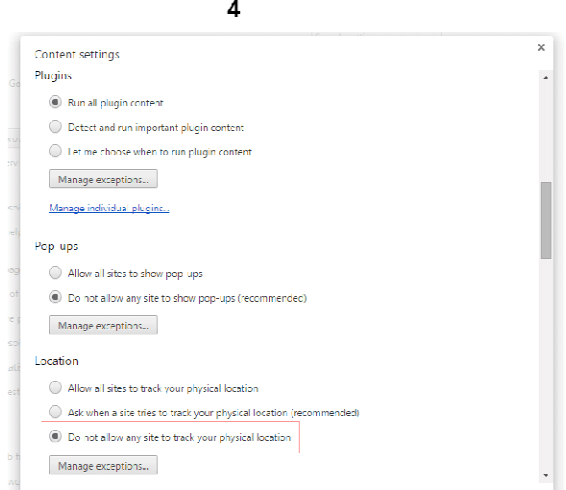 4
Content settings
Plugins
Run all plugin content
Detect and run important plugin content
Let me choose when to run plugin content
Manage exceptions...
Manage individual plugins...
Pop-ups
Allow all sites to show pop-ups
Do not allow any site to show pop-ups (recommended)
Manage exceptions...
Location
Allow all sites to track your physical location
Ask when a site tries to track your physical location (recommended)
Do not allow any site to track your physical location
Manage exceptions...